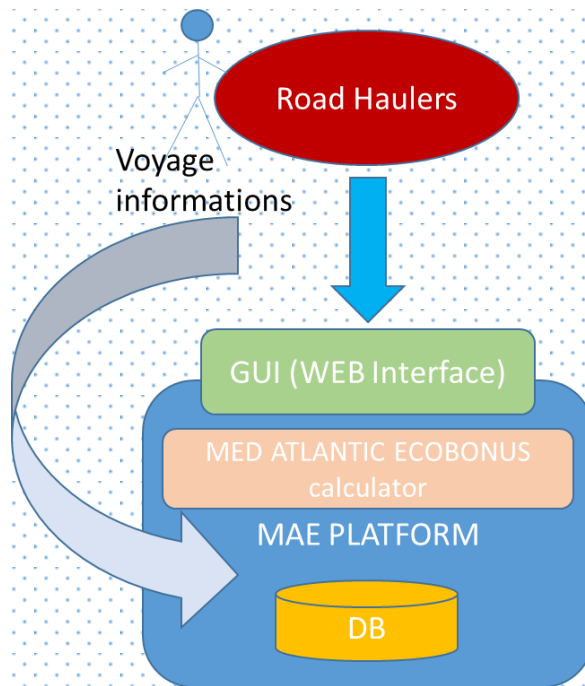 Road Haulers
Voyage
informations
GUI (WEB Interface)
MED ATLANTIC ECOBONUS
calculator
MAE PLATFORM
DB